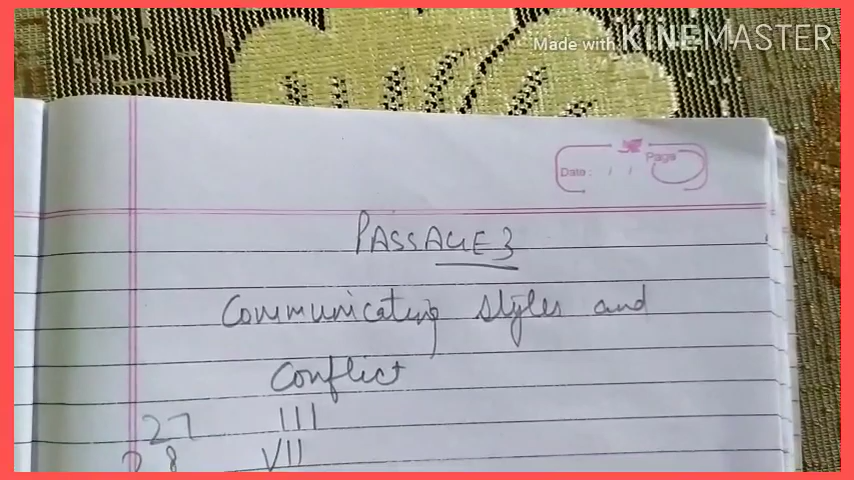 Made with KINEMASTER
Page
Date : / /
PASSAGE 3
Communicating styles and
Conflict
27 III
28 VII